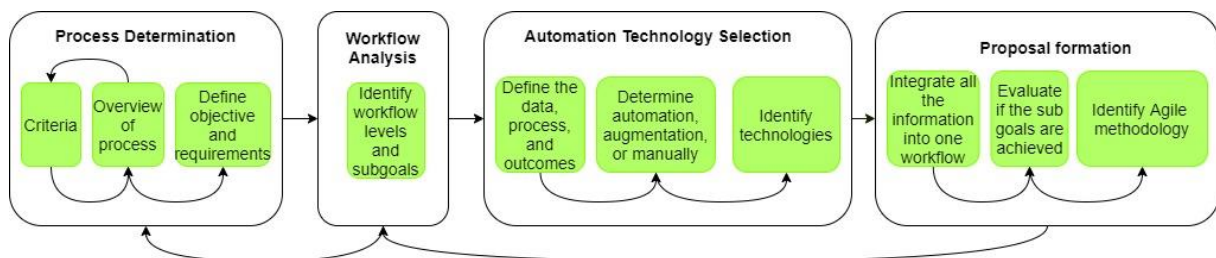 Process Determination
Criteria
Overview
of
process
Define
objective
and
requirements
Workflow
Analysis
Identify
workflow
levels
and
subgoals
Automation Technology Selection
Define the
data,
process,
and
outcomes
Determine
automation,
augmentation,
or manually
Identify
technologies
Proposal formation
Integrate all
the
information
into one
workflow
Evaluate
if the sub
goals are
achieved
Identify Agile
methodology